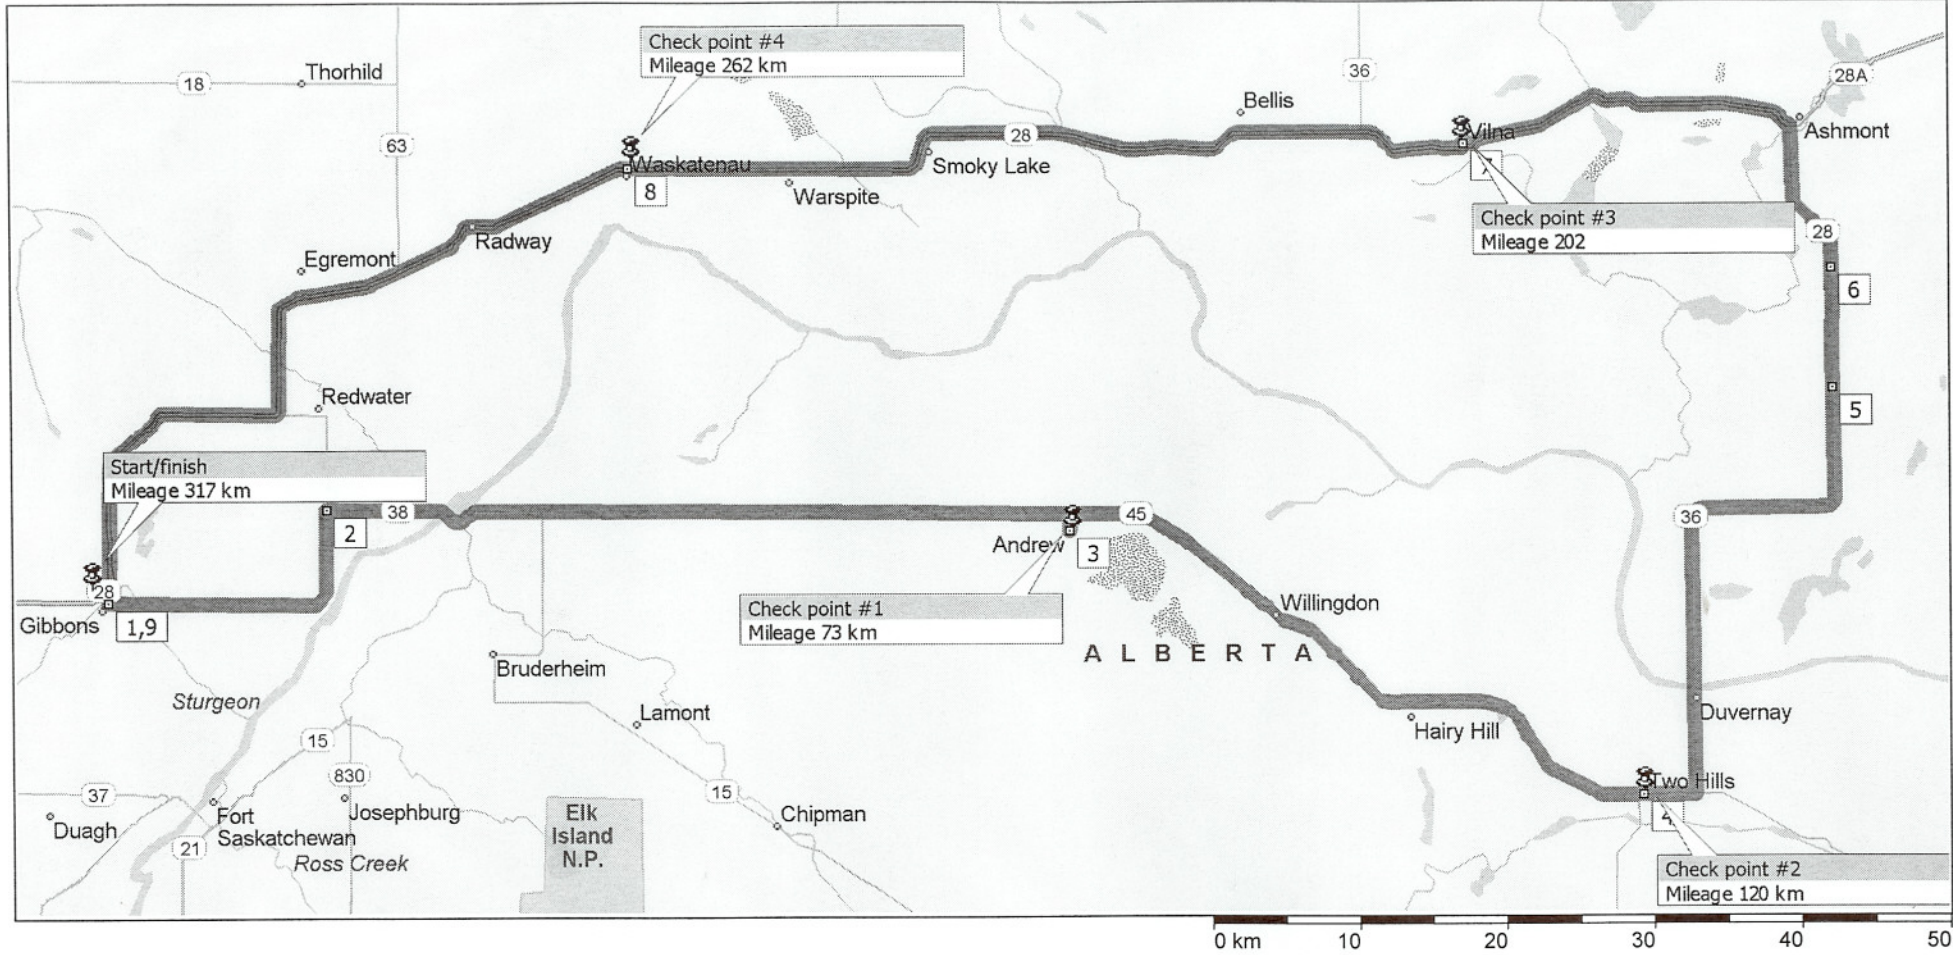 Check point #4
Mileage 262 km
Thorhild
18
36
28A
63
Bellis
Vilna
Ashmont
28
Waskatenau
Smoky Lake
7
8
Warspite
Check point #3
Mileage 202
28
Radway
Egremont
6
Redwater
5
Start/finish
Mileage 317 km
2
38
45
36
Andrew
3
28
Gibbons
1,9
Check point #1
Mileage 73 km
Willingdon
ALBERTA
Bruderheim
Sturgeon
Lamont
Duvernay
Hairy Hill
15
830
15
Two Hills
37
Duagh
Fort
Saskatchewan
Josephburg
Elk
Island
N.P.
Chipman
4
21
Ross Creek
Check point #2
Mileage 120 km
0 km 10 20 30 40 50